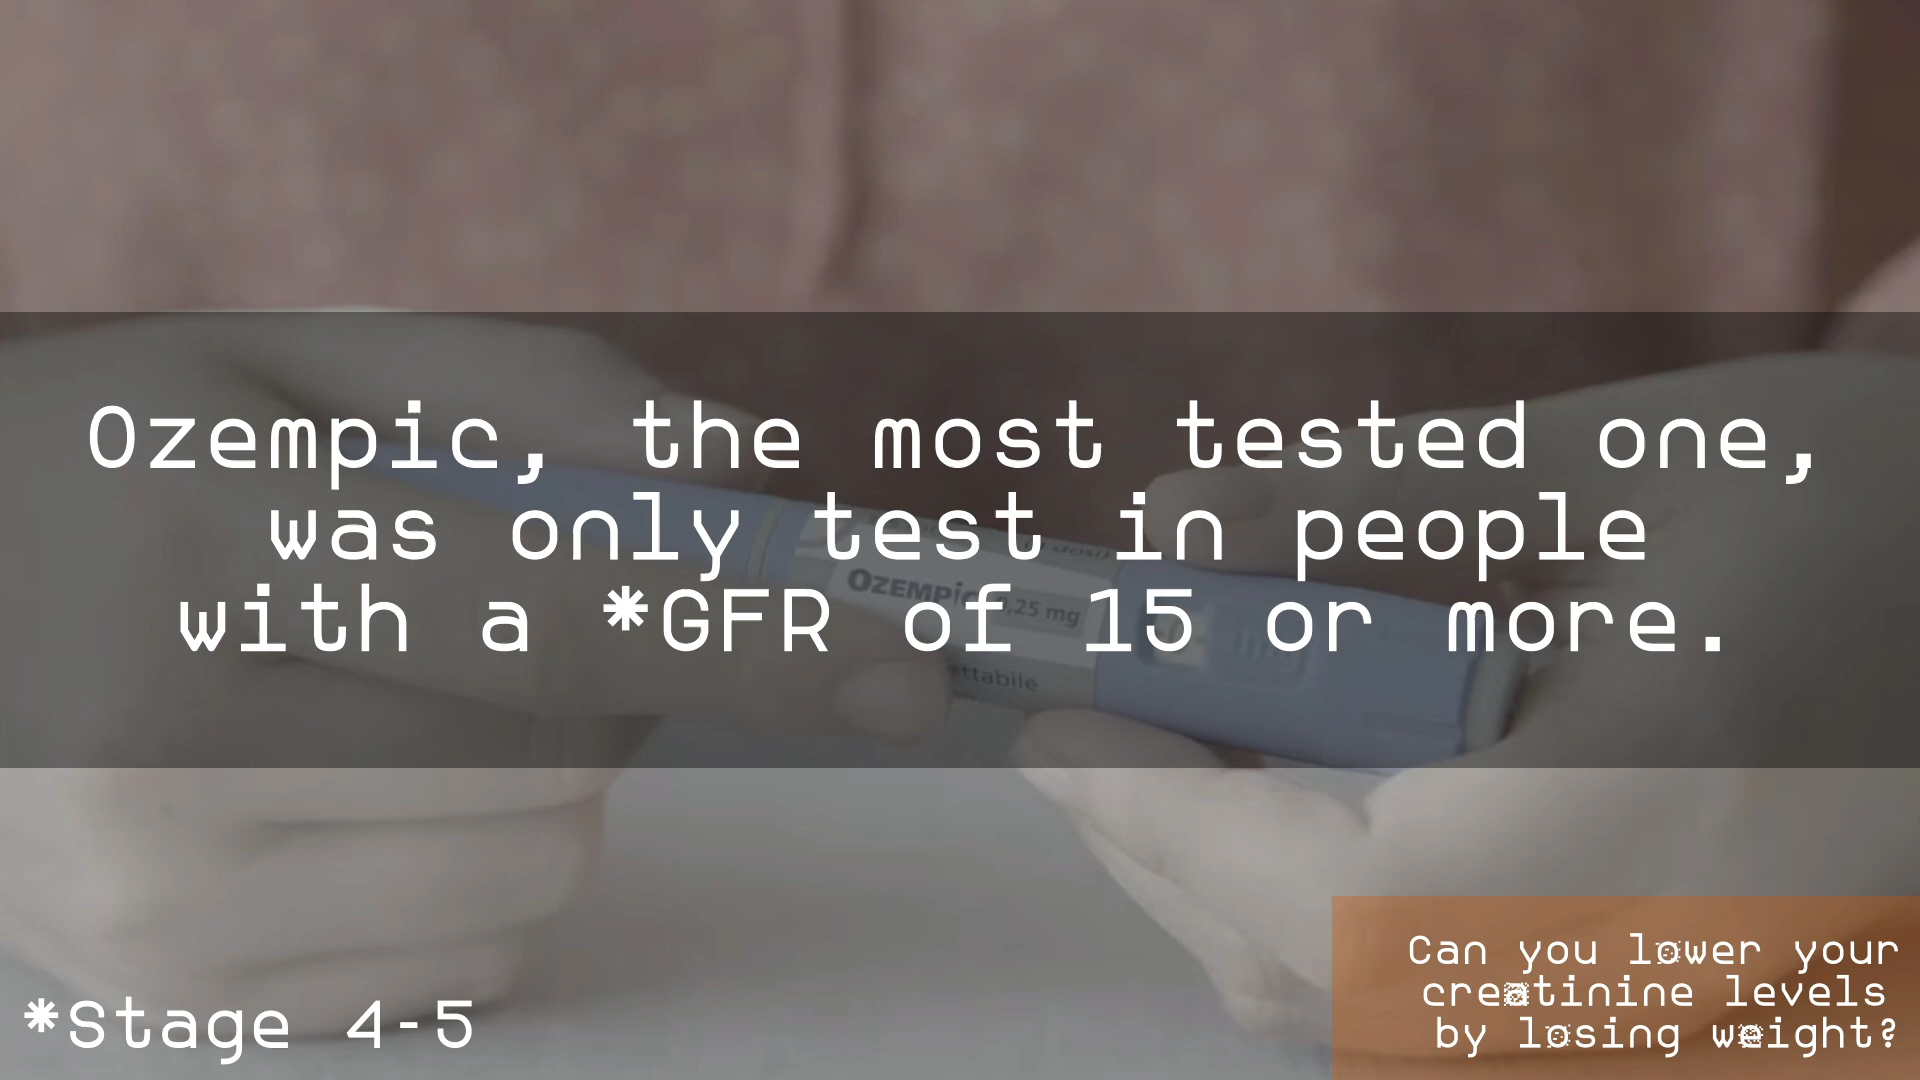 Ozempic, the most tested one,
was only test in people
with a *GFR of 15 or more.
OZEMPIC 0,25 mg
*Stage 4-5
Can you lower your
creatinine levels
by losing weight?